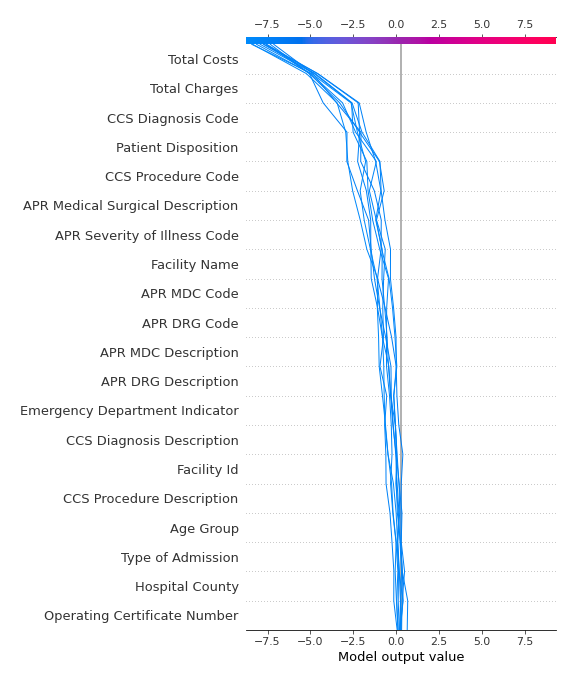 −7.5 −5.0 −2.5 0.0 2.5 5.0 7.5
Total Costs
Total Charges
CCS Diagnosis Code
Patient Disposition
CCS Procedure Code
APR Medical Surgical Description
APR Severity of Illness Code
Facility Name
APR MDC Code
APR DRG Code
APR MDC Description
APR DRG Description
Emergency Department Indicator
CCS Diagnosis Description
Facility Id
CCS Procedure Description
Age Group
Type of Admission
Hospital County
Operating Certificate Number
−7.5 −5.0 −2.5 0.0 2.5 5.0 7.5
Model output value